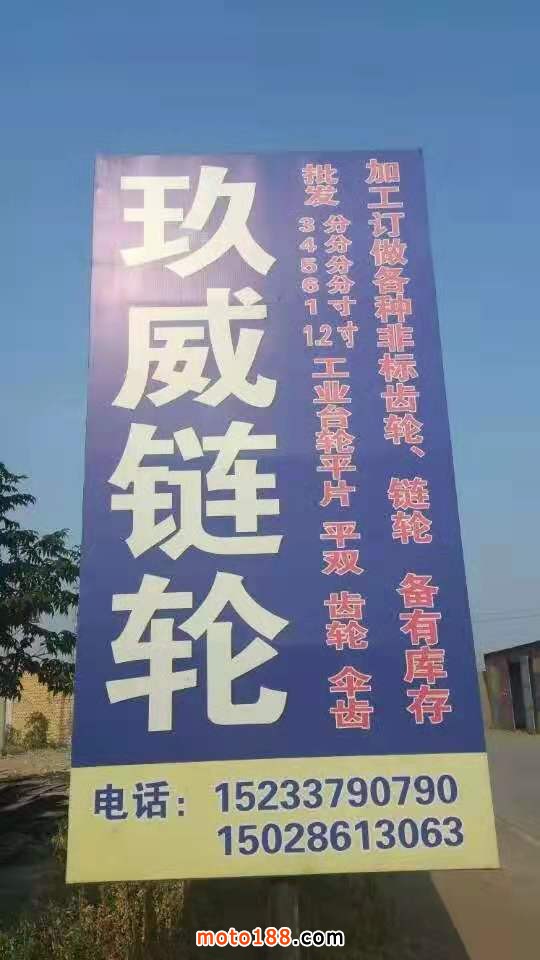 加工订做各种非标齿轮、链轮 备有库存
批发 3分 4分 5分 6分 1寸 1.2寸 工业台轮平片 平双 齿轮 伞齿
玖威链轮
电话：15233790790
15028613063
moto188.com